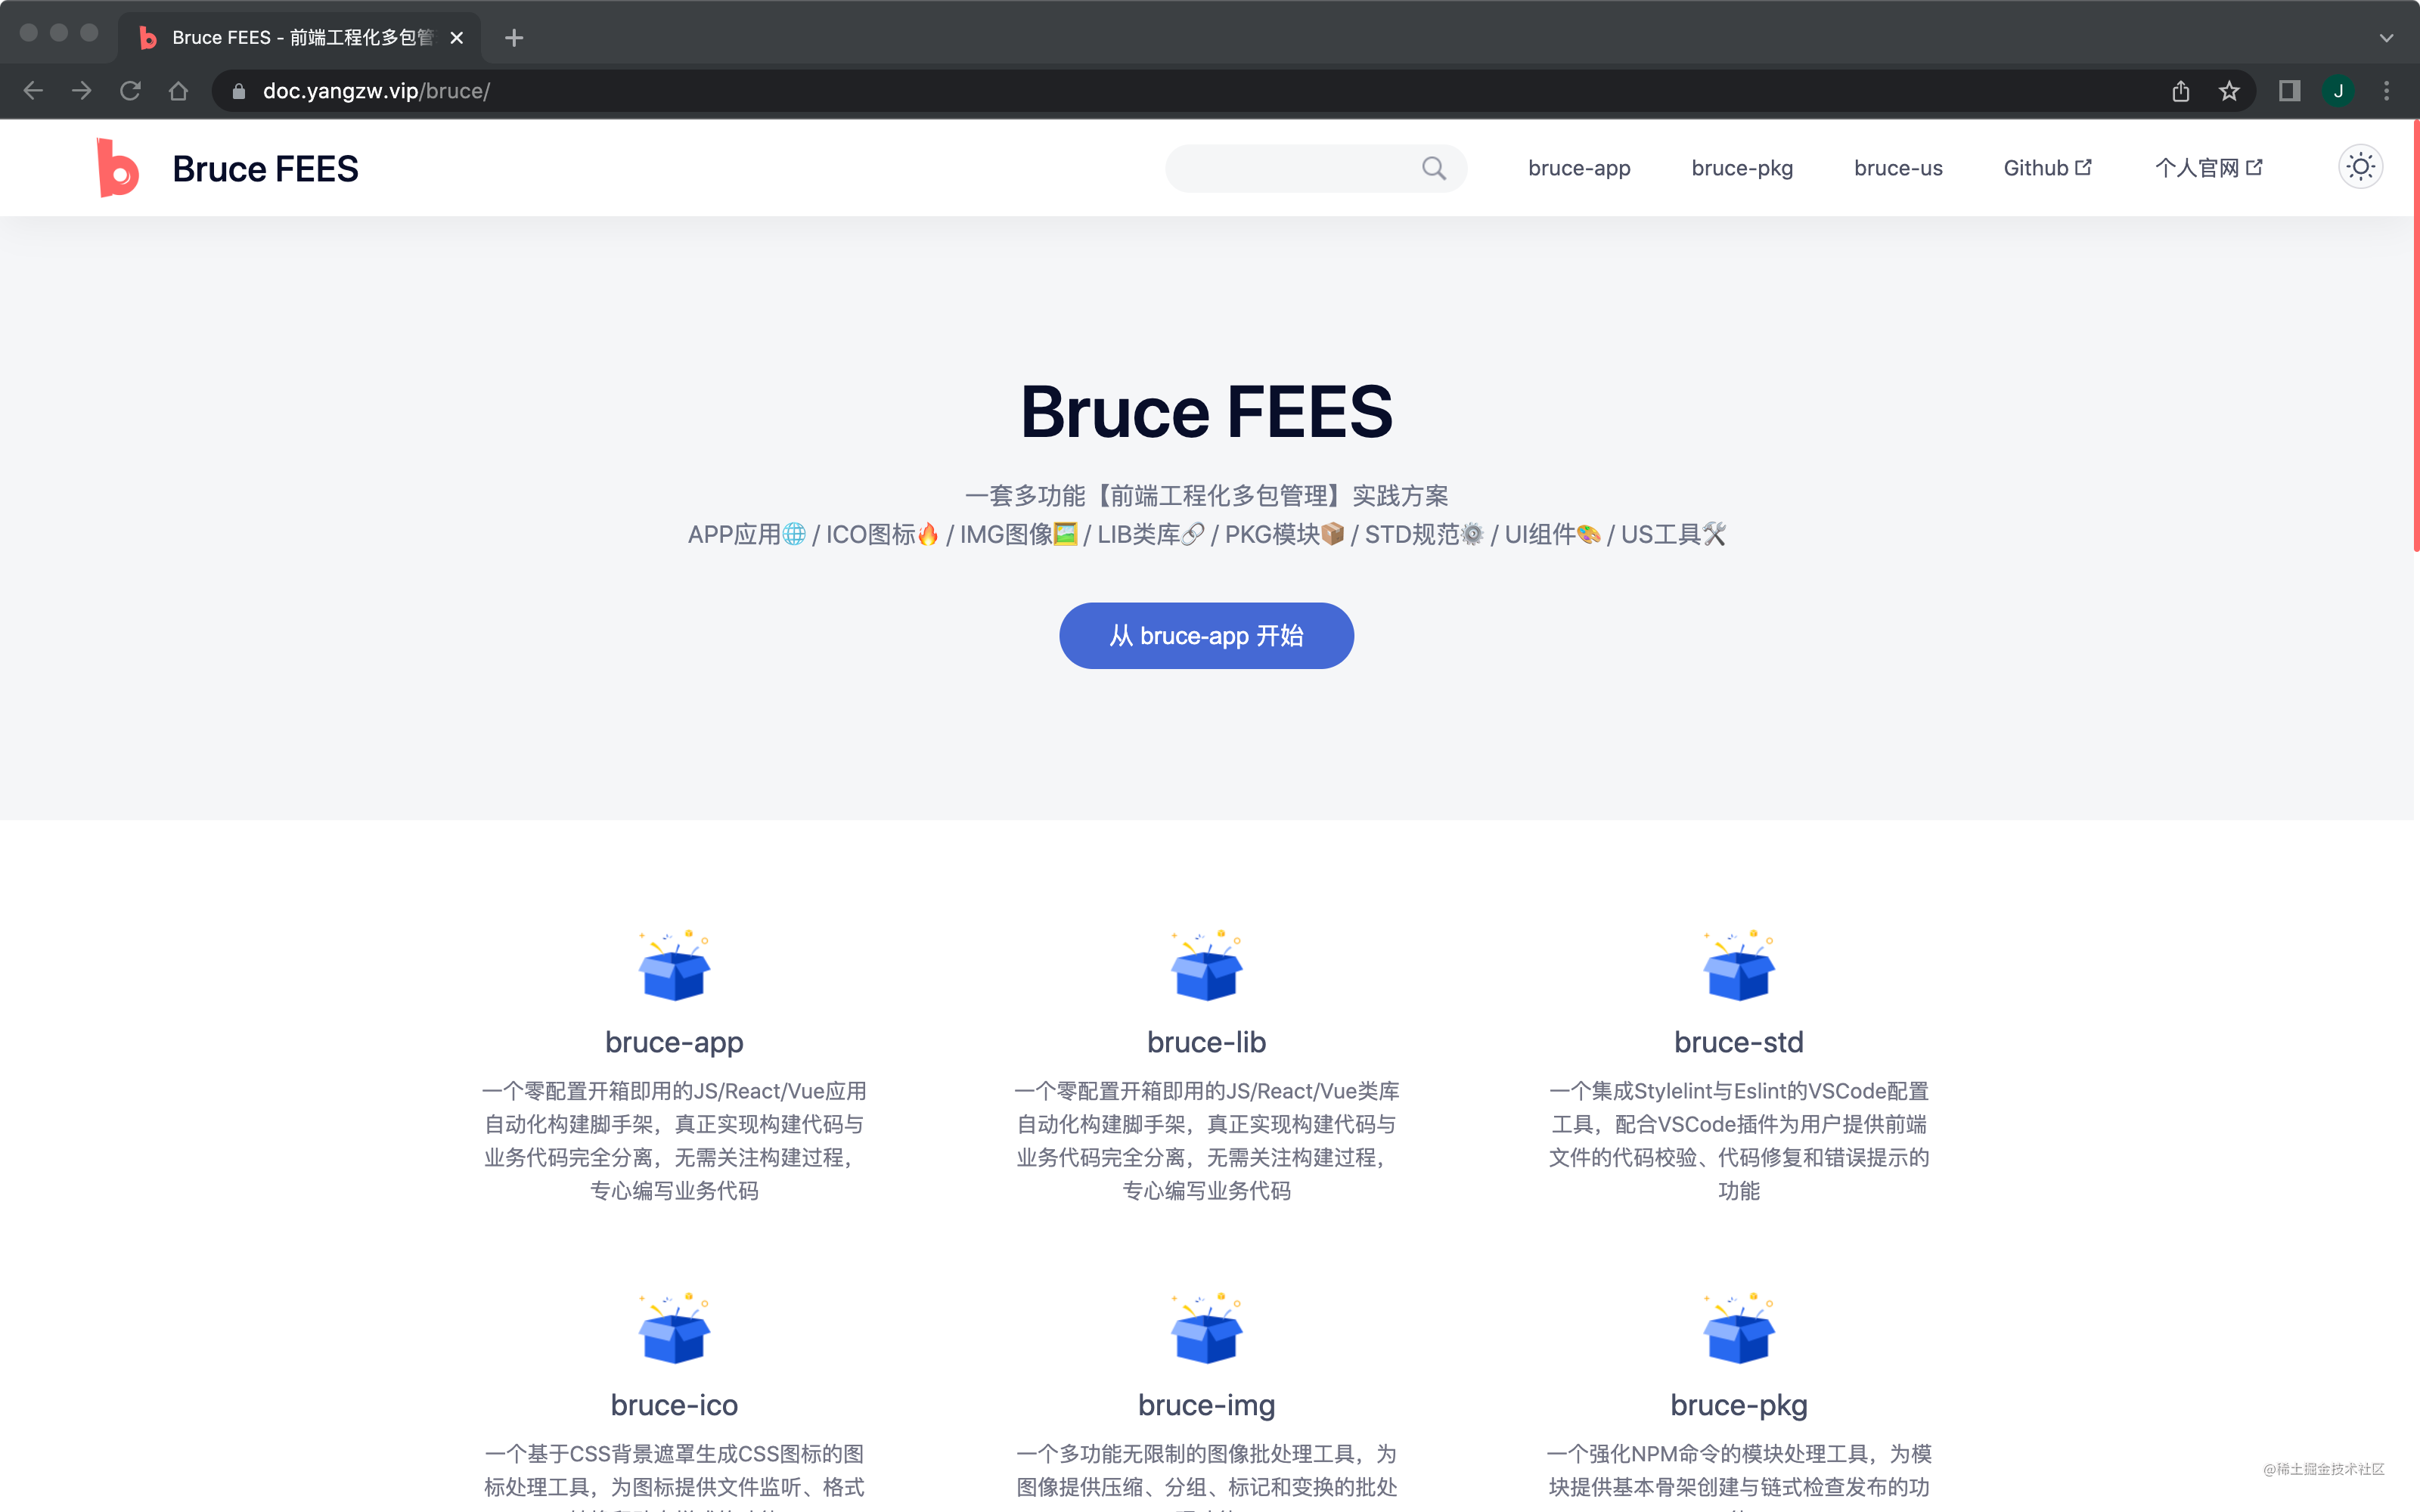 Bruce FEES - 前端工程化多包管
doc.yangzw.vip/bruce/
J
Bruce FEES
bruce-app
bruce-pkg
bruce-us
Github
个人官网
Bruce FEES
一套多功能【前端工程化多包管理】实践方案
APP应用🌐 / ICO图标🔥 / IMG图像🖼️ / LIB类库🔗 / PKG模块📦 / STD规范⚙️ / UI组件🎨 / US工具🛠️
从 bruce-app 开始
bruce-app
一个零配置开箱即用的JS/React/Vue应用
自动化构建脚手架，真正实现构建代码与
业务代码完全分离，无需关注构建过程，
专心编写业务代码
bruce-lib
一个零配置开箱即用的JS/React/Vue类库
自动化构建脚手架，真正实现构建代码与
业务代码完全分离，无需关注构建过程，
专心编写业务代码
bruce-std
一个集成Stylelint与Eslint的VSCode配置
工具，配合VSCode插件为用户提供前端
文件的代码校验、代码修复和错误提示的
功能
bruce-ico
一个基于CSS背景遮罩生成CSS图标的图
标处理工具，为图标提供文件监听、格式
bruce-img
一个多功能无限制的图像批处理工具，为
图像提供压缩、分组、标记和变换的批处
bruce-pkg
一个强化NPM命令的模块处理工具，为模
块提供基本骨架创建与链式检查发布的功
@稀土掘金技术社区